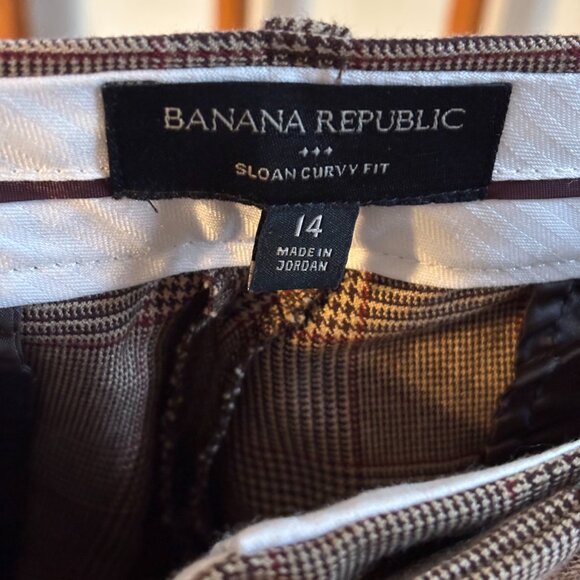 BANANA REPUBLIC
SLOAN CURVY FIT
14
MADE IN
JORDAN